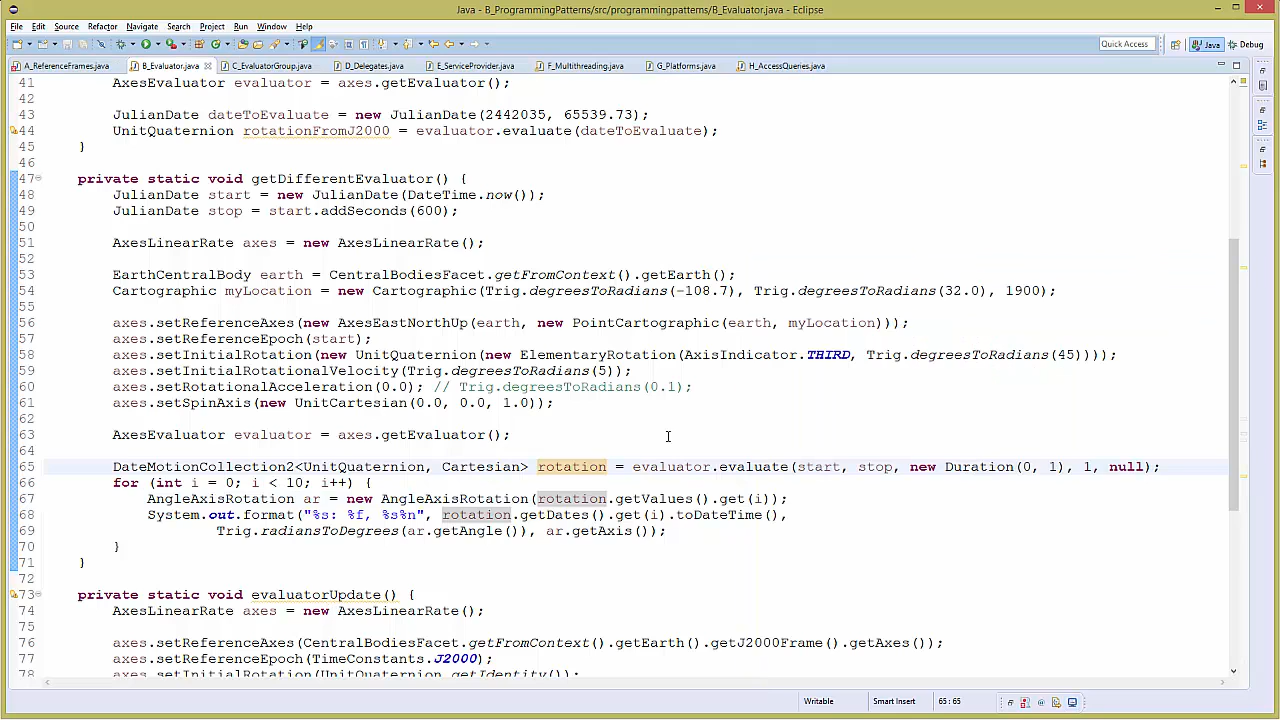 Java - B_ProgrammingPatterns/src/programmingpatterns/B_Evaluator.java - Eclipse
File Edit Source Refactor Navigate Search Project Run Window Help
Quick Access Java Debug
A_ReferenceFrames.java B_Evaluator.java C_EvaluatorGroup.java D_Delegates.java E_ServiceProvider.java F_Multithreading.java G_Platforms.java H_AccessQueries.java
41 AxesEvaluator evaluator = axes.getEvaluator();
42
43 JulianDate dateToEvaluate = new JulianDate(2442035, 65539.73);
44 UnitQuaternion rotationFromJ2000 = evaluator.evaluate(dateToEvaluate);
45 }
46
47 private static void getDifferentEvaluator() {
48 JulianDate start = new JulianDate(DateTime.now());
49 JulianDate stop = start.addSeconds(600);
50
51 AxesLinearRate axes = new AxesLinearRate();
52
53 EarthCentralBody earth = CentralBodiesFacet.getFromContext().getEarth();
54 Cartographic myLocation = new Cartographic(Trig.degreesToRadians(-108.7), Trig.degreesToRadians(32.0), 1900);
55
56 axes.setReferenceAxes(new AxesEastNorthUp(earth, new PointCartographic(earth, myLocation)));
57 axes.setReferenceEpoch(start);
58 axes.setInitialRotation(new UnitQuaternion(new ElementaryRotation(AxisIndicator.THIRD, Trig.degreesToRadians(45))));
59 axes.setInitialRotationalVelocity(Trig.degreesToRadians(5));
60 axes.setRotationalAcceleration(0.0); // Trig.degreesToRadians(0.1);
61 axes.setSpinAxis(new UnitCartesian(0.0, 0.0, 1.0));
62
63 AxesEvaluator evaluator = axes.getEvaluator();
64
65 DateMotionCollection2<UnitQuaternion, Cartesian> rotation = evaluator.evaluate(start, stop, new Duration(0, 1), 1, null);
66 for (int i = 0; i < 10; i++) {
67 AngleAxisRotation ar = new AngleAxisRotation(rotation.getValues().get(i));
68 System.out.format("%s: %f, %s%n", rotation.getDates().get(i).toDateTime(),
69 Trig.radiansToDegrees(ar.getAngle()), ar.getAxis());
70 }
71 }
72
73 private static void evaluatorUpdate() {
74 AxesLinearRate axes = new AxesLinearRate();
75
76 axes.setReferenceAxes(CentralBodiesFacet.getFromContext().getEarth().getJ2000Frame().getAxes());
77 axes.setReferenceEpoch(TimeConstants.J2000);
78 axes.setInitialRotation(UnitQuaternion.getIdentity());
Writable Smart Insert 65 : 65